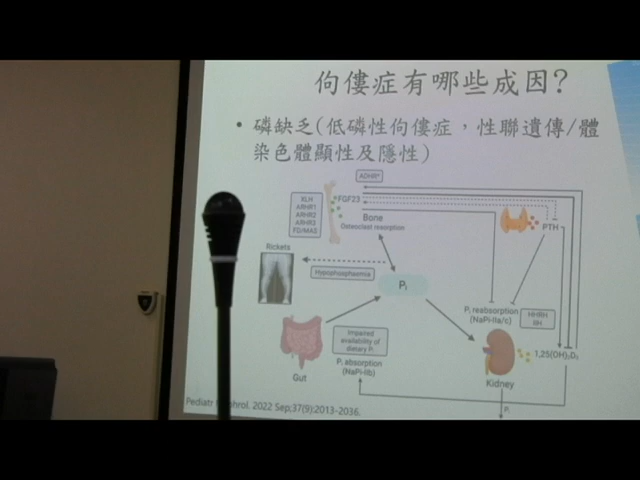 佝僂症有哪些成因?
• 磷缺乏(低磷性佝僂症，性聯遺傳/體
染色體顯性及隱性)
ADHR*
XLH
ARHR1
ARHR2
ARHR3
FD/MAS
FGF23
Bone
Osteoclast resorption
PTH
Rickets
Hypophosphaemia
Pi
Pi reabsorption
(NaPi-IIa/c)
HHRH
IIH
Impaired
availability of
dietary Pi
Gut
Pi absorption
(NaPi-IIb)
Kidney
1,25(OH)2D3
Pi
Pediatr Nephrol. 2022 Sep;37(9):2013-2036.